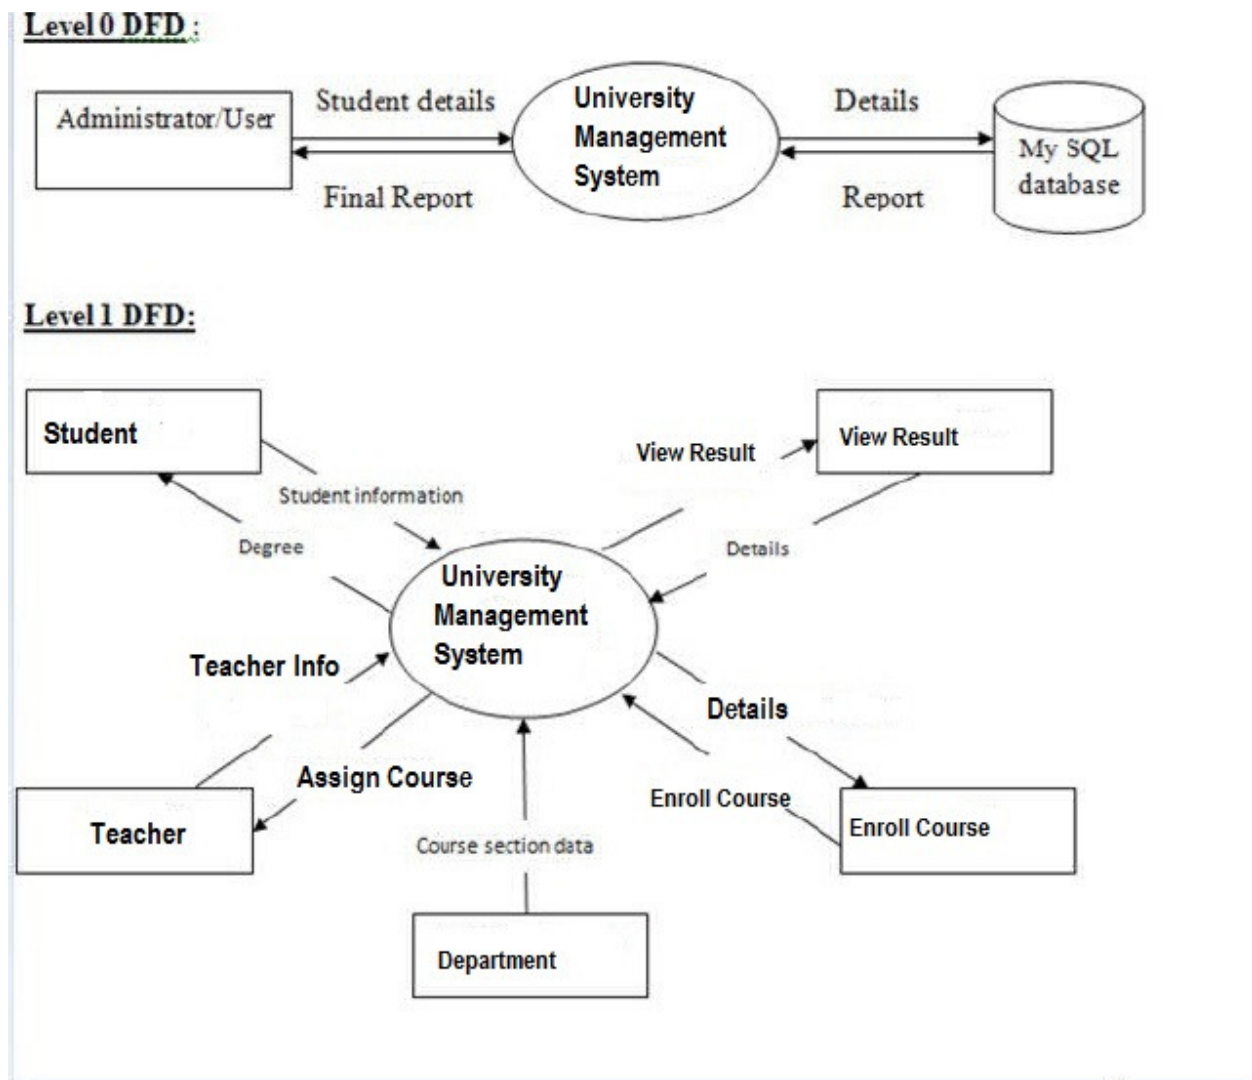 Level 0 DFD :
Administrator/User
Student details
Final Report
University
Management
System
Details
Report
My SQL
database
Level 1 DFD:
Student
Student information
Degree
View Result
View Result
Details
University
Management
System
Teacher Info
Assign Course
Teacher
Details
Enroll Course
Enroll Course
Course section data
Department